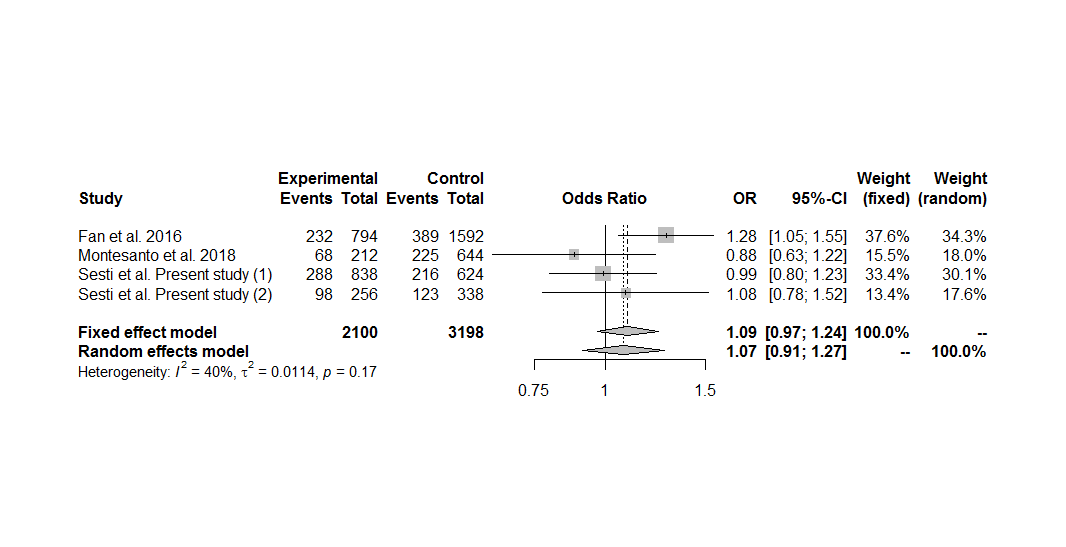 Experimental Control Weight Weight
Study Events Total Events Total Odds Ratio OR 95%-CI (fixed) (random)
Fan et al. 2016 232 794 389 1592 1.28 [1.05; 1.55] 37.6% 34.3%
Montesanto et al. 2018 68 212 225 644 0.88 [0.63; 1.22] 15.5% 18.0%
Sesti et al. Present study (1) 288 838 216 624 0.99 [0.80; 1.23] 33.4% 30.1%
Sesti et al. Present study (2) 98 256 123 338 1.08 [0.78; 1.52] 13.4% 17.6%
Fixed effect model 2100 3198 1.09 [0.97; 1.24] 100.0% --
Random effects model 1.07 [0.91; 1.27] -- 100.0%
Heterogeneity: I² = 40%, τ² = 0.0114, p = 0.17
0.75 1 1.5